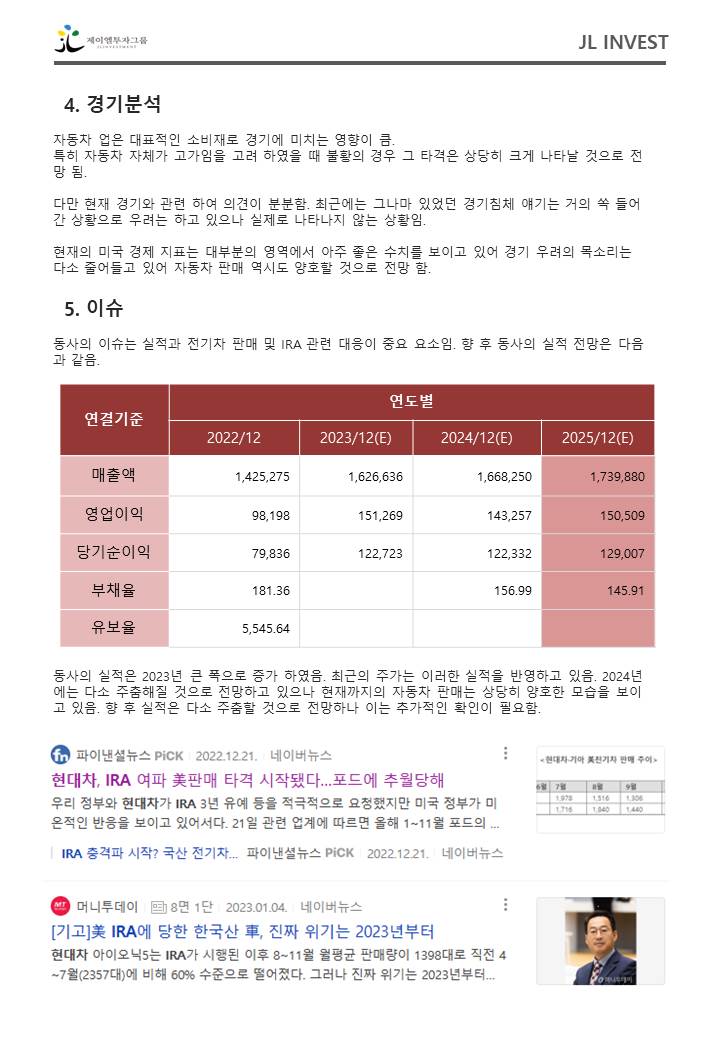 제이엘투자그룹
JLINVESTMENT
JL INVEST
4. 경기분석
자동차 업은 대표적인 소비재로 경기에 미치는 영향이 큼.
특히 자동차 자체가 고가임을 고려 하였을 때 불황의 경우 그 타격은 상당히 크게 나타날 것으로 전
망 됨.
다만 현재 경기와 관련 하여 의견이 분분함. 최근에는 그나마 있었던 경기침체 얘기는 거의 쏙 들어
간 상황으로 우려는 하고 있으나 실제로 나타나지 않는 상황임.
현재의 미국 경제 지표는 대부분의 영역에서 아주 좋은 수치를 보이고 있어 경기 우려의 목소리는
다소 줄어들고 있어 자동차 판매 역시도 양호할 것으로 전망 함.
5. 이슈
동사의 이슈는 실적과 전기차 판매 및 IRA 관련 대응이 중요 요소임. 향 후 동사의 실적 전망은 다음
과 같음.
연결기준 연도별
2022/12 2023/12(E) 2024/12(E) 2025/12(E)
매출액 1,425,275 1,626,636 1,668,250 1,739,880
영업이익 98,198 151,269 143,257 150,509
당기순이익 79,836 122,723 122,332 129,007
부채율 181.36 156.99 145.91
유보율 5,545.64
동사의 실적은 2023년 큰 폭으로 증가 하였음. 최근의 주가는 이러한 실적을 반영하고 있음. 2024년
에는 다소 주춤해질 것으로 전망하고 있으나 현재까지의 자동차 판매는 상당히 양호한 모습을 보이
고 있음. 향 후 실적은 다소 주춤할 것으로 전망하나 이는 추가적인 확인이 필요함.
fn 파이낸셜뉴스 PiCK 2022.12.21. 네이버뉴스
현대차, IRA 여파 美판매 타격 시작됐다...포드에 추월당해
우리 정부와 현대차가 IRA 3년 유예 등을 적극적으로 요청했지만 미국 정부가 미
온적인 반응을 보이고 있어서다. 21일 관련 업계에 따르면 올해 1~11월 포드의 ...
IRA 충격파 시작? 국산 전기차... 파이낸셜뉴스 PiCK 2022.12.21. 네이버뉴스
<현대차·기아 美전기차 판매 추이>
6월 7월 8월 9월
1,978 1,516 1,306
1,716 1,840 1,440
MT 머니투데이 8면 1단 2023.01.04. 네이버뉴스
[기고]美 IRA에 당한 한국산 車, 진짜 위기는 2023년부터
현대차 아이오닉5는 IRA가 시행된 이후 8~11월 월평균 판매량이 1398대로 직전 4
~7월(2357대)에 비해 60% 수준으로 떨어졌다. 그러나 진짜 위기는 2023년부터...
머니투데이